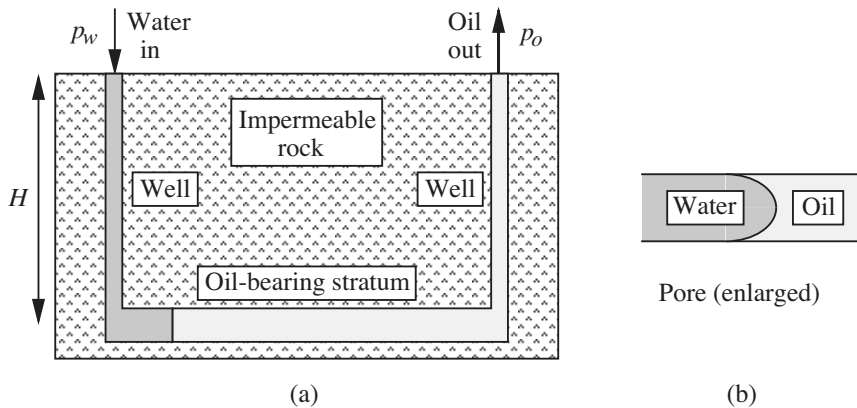 p_w
Water
in
Oil
out
p_o
H
Impermeable
rock
Well
Well
Oil-bearing stratum
(a)
Water
Oil
Pore (enlarged)
(b)